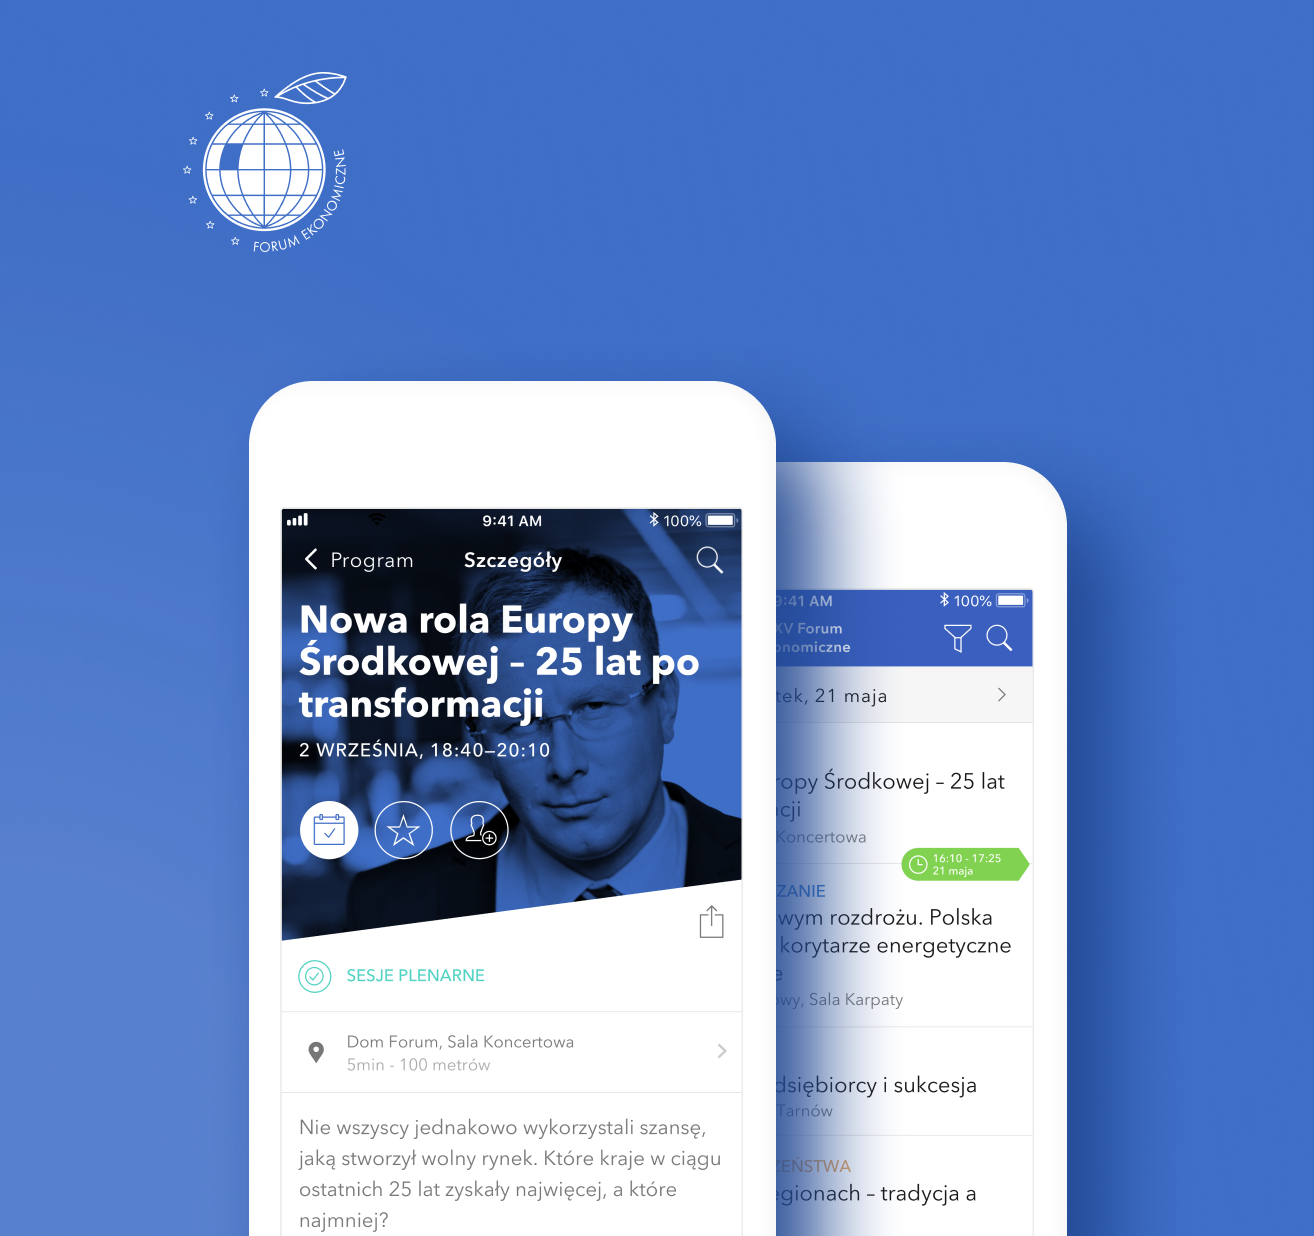 FORUM EKONOMICZNE
9:41 AM
100%
Program
Szczegóły
Nowa rola Europy
Środkowej – 25 lat po
transformacji
2 WRZEŚNIA, 18:40–20:10
SESJE PLENARNE
Dom Forum, Sala Koncertowa
5min - 100 metrów
Nie wszyscy jednakowo wykorzystali szansę,
jaką stworzył wolny rynek. Które kraje w ciągu
ostatnich 25 lat zyskały najwięcej, a które
najmniej?
9:41 AM
100%
XV Forum
onomiczne
tek, 21 maja
ropy Środkowej – 25 lat
cji
Koncertowa
16:10 - 17:25
21 maja
ZANIE
wym rozdrożu. Polska
korytarze energetyczne
e
owy, Sala Karpaty
dsiębiorcy i sukcesja
Tarnów
ZEŃSTWA
egionach – tradycja a